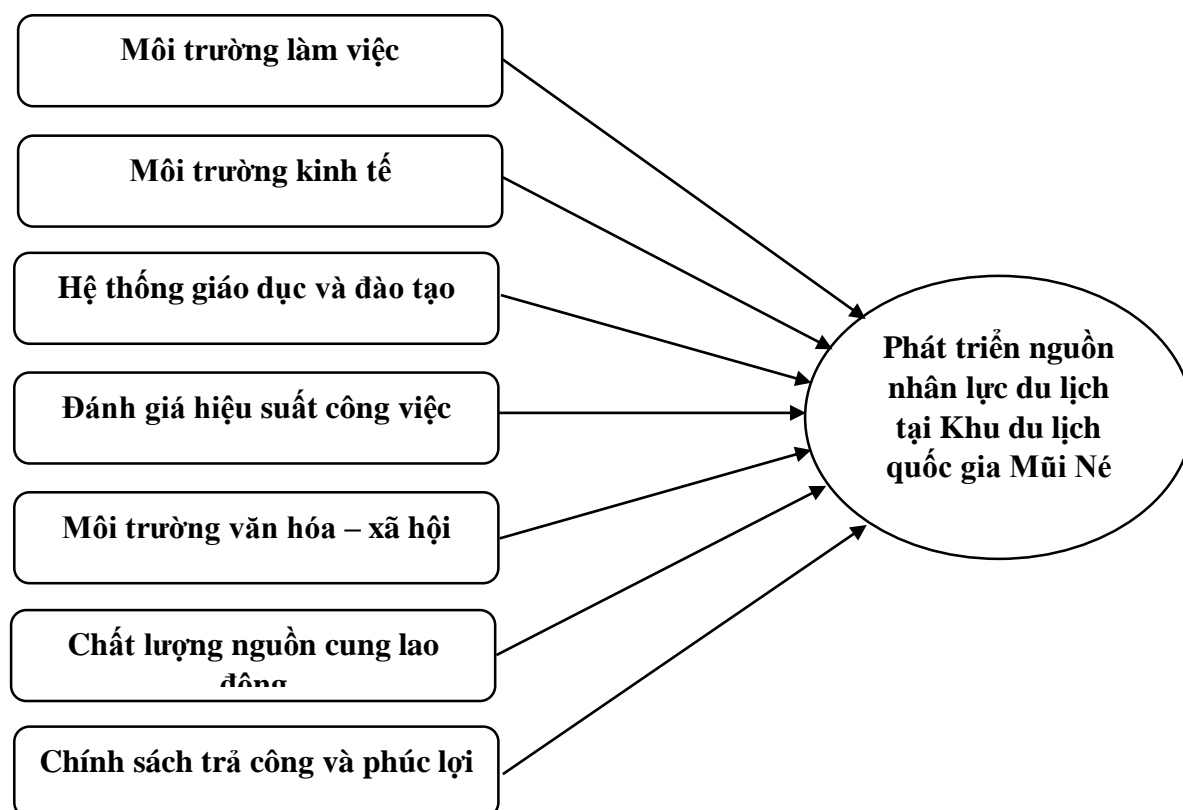 Môi trường làm việc
Môi trường kinh tế
Hệ thống giáo dục và đào tạo
Đánh giá hiệu suất công việc
Môi trường văn hóa – xã hội
Chất lượng nguồn cung lao
động
Chính sách trả công và phúc lợi
Phát triển nguồn
nhân lực du lịch
tại Khu du lịch
quốc gia Mũi Né